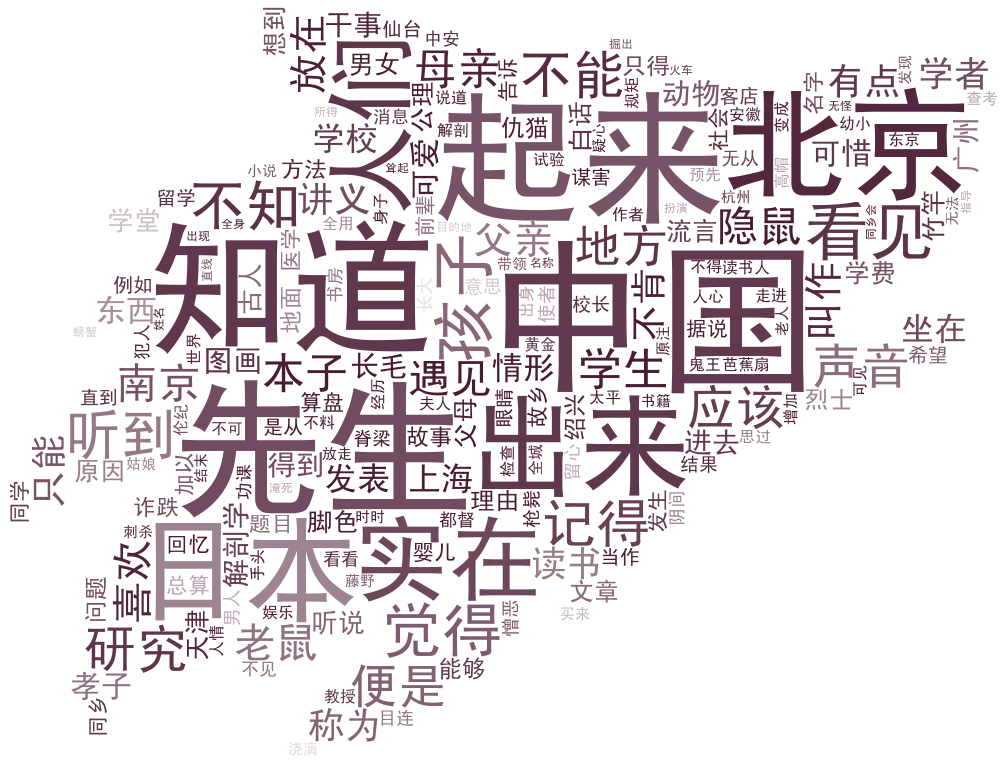 想到
干事
仙台
中安
掘出
放在
人们
男女
母亲
不能
告诉
只得
火车
有点
发现
学者
查考
所得
消息
公理
说道
规矩
动物
客店
名字
无怪
学校
解剖
仇猫
白话
疑心
社会
安徽
变成
幼小
东京
广州
起来
北京
小说
方法
耸起
可爱
试验
谋害
无从
预先
高帽
可惜
留学
不知
讲义
身子
前辈
作者
扮演
杭州
竹竿
无法
指导
学堂
全身
全用
目的地
父亲
地方
流言
隐鼠
看见
同乡会
出现
知道
医学
孩子
带领
名称
不得读书人
学费
直线
古人
书房
意思
中国
叫作
例如
地面
长大
出身
使者
校长
不肯
人心
走进
老人
东西
姓名
据说
坐在
螃蟹
犯人
世界
图画
黄金
原注
鬼王芭蕉扇
声音
希望
南京
本子
长毛
遇见
情形
学生
可见
直到
先生
算盘
经历
夫人
眼睛
故乡
太平
书籍
应该
增加
烈士
听到
伦纪
不可
是从
不料
父母
出来
绍兴
脊梁
故事
进去
思过
只能
原因
姑娘
加以
结末
得到
放走
检查
全城
留心
结果
同学
功课
淹死
发表
上海
理由
枪毙
发生
阴间
诈跌
题目
脚色
时时
都督
记得
刺杀
日本
回忆
解剖学
实在
喜欢
手头
看看
婴儿
读书
当作
问题
总算
藤野
文章
男人
娱乐
听说
觉得
憎恶
买来
研究
天津
人情
老鼠
不见
能够
孝子
便是
同乡
教授
称为
目连
浇漓